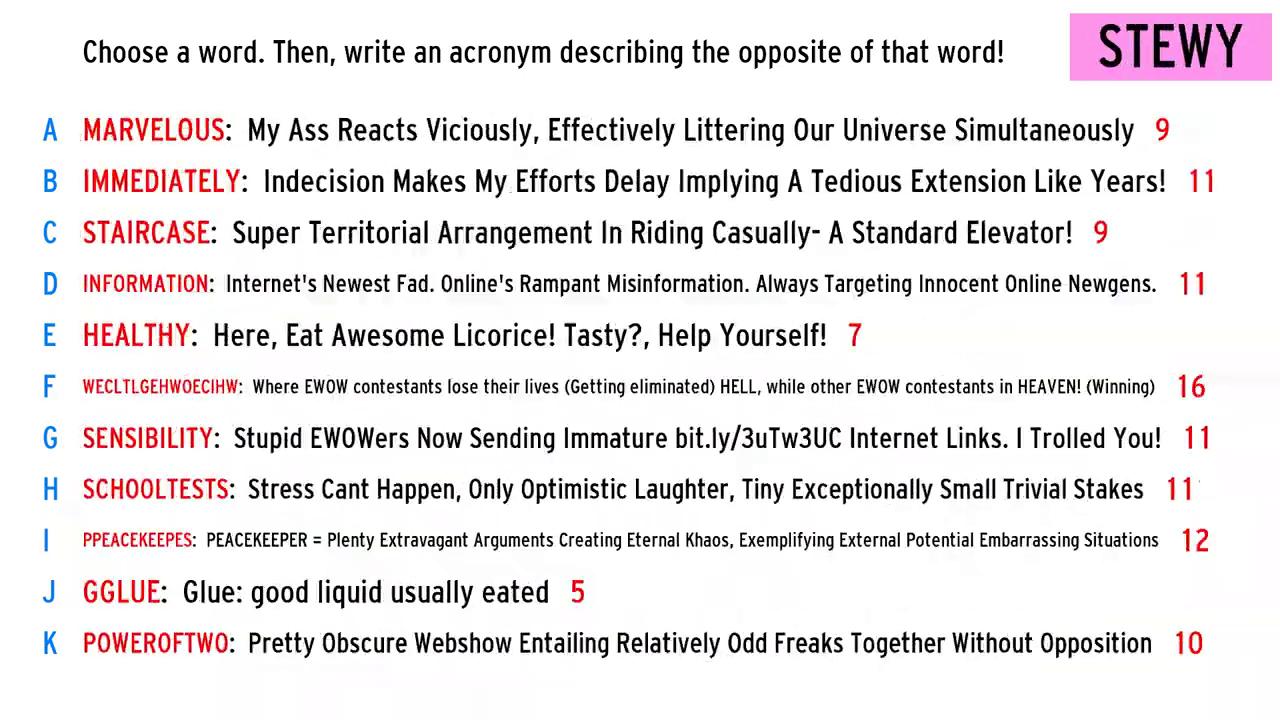 Choose a word. Then, write an acronym describing the opposite of that word! STEWY
A MARVELOUS: My Ass Reacts Viciously, Effectively Littering Our Universe Simultaneously 9
B IMMEDIATELY: Indecision Makes My Efforts Delay Implying A Tedious Extension Like Years! 11
C STAIRCASE: Super Territorial Arrangement In Riding Casually- A Standard Elevator! 9
D INFORMATION: Internet's Newest Fad. Online's Rampant Misinformation. Always Targeting Innocent Online Newgens. 11
E HEALTHY: Here, Eat Awesome Licorice! Tasty?, Help Yourself! 7
F WECLTLGEHWOECIHW: Where EWOW contestants lose their lives (Getting eliminated) HELL, while other EWOW contestants in HEAVEN! (Winning) 16
G SENSIBILITY: Stupid EWOWers Now Sending Immature bit.ly/3uTw3UC Internet Links. I Trolled You! 11
H SCHOOLTESTS: Stress Cant Happen, Only Optimistic Laughter, Tiny Exceptionally Small Trivial Stakes 11
I PPEACEKEEPES: PEACEKEEPER = Plenty Extravagant Arguments Creating Eternal Khaos, Exemplifying External Potential Embarrassing Situations 12
J GGLUE: Glue: good liquid usually eated 5
K POWEROFTWO: Pretty Obscure Webshow Entailing Relatively Odd Freaks Together Without Opposition 10